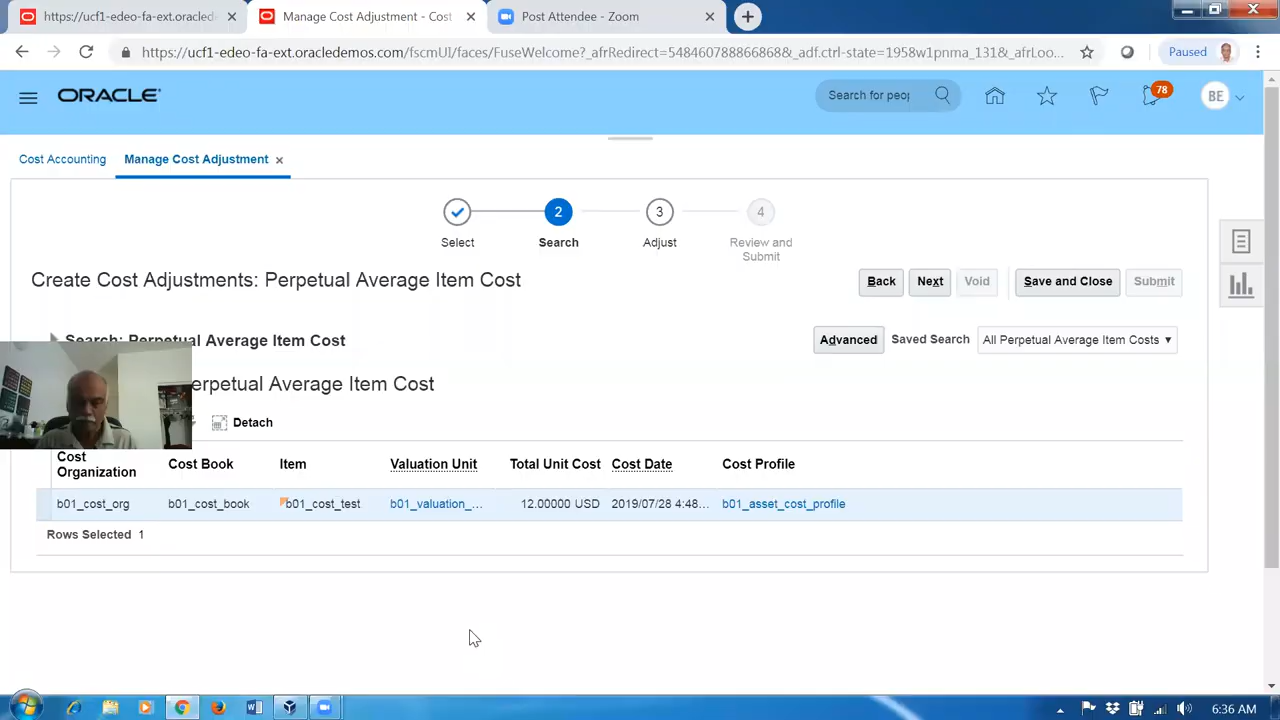 https://ucf1-edeo-fa-ext.oracled
Manage Cost Adjustment - Cost
Post Attendee - Zoom
https://ucf1-edeo-fa-ext.oracledemos.com/fscmUI/faces/FuseWelcome?_afrRedirect=5484607888668​68&_adf.ctrl-state=1958w1pnma_131&_afrLoo...
Paused
ORACLE
Search for peop
78
BE
Cost Accounting
Manage Cost Adjustment
2
3
4
Select
Search
Adjust
Review and
Submit
Create Cost Adjustments: Perpetual Average Item Cost
Back
Next
Void
Save and Close
Submit
Search: Perpetual Average Item Cost
Advanced
Saved Search
All Perpetual Average Item Costs
erpetual Average Item Cost
Detach
Cost
Organization
Cost Book
Item
Valuation Unit
Total Unit Cost
Cost Date
Cost Profile
b01_cost_org
b01_cost_book
b01_cost_test
b01_valuation_...
12.00000 USD
2019/07/28 4:48...
b01_asset_cost_profile
Rows Selected 1
6:36 AM